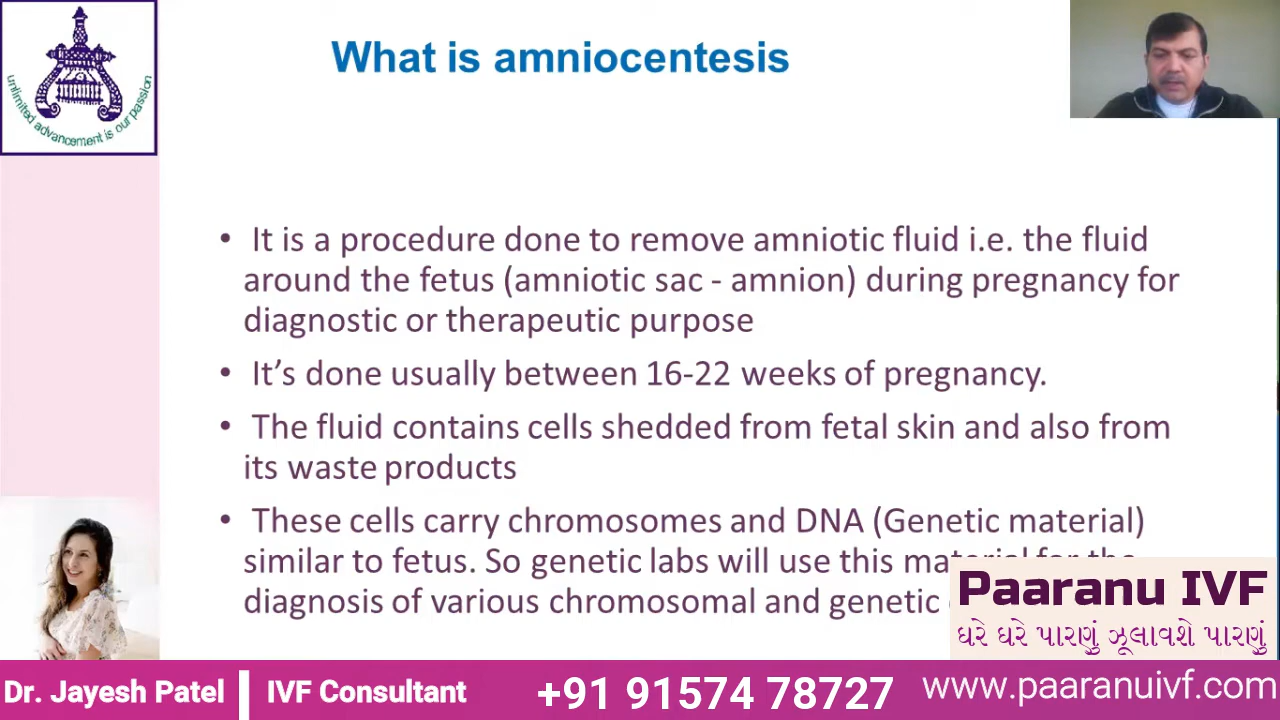 What is amniocentesis
unlimited advancement is our passion
• It is a procedure done to remove amniotic fluid i.e. the fluid
around the fetus (amniotic sac - amnion) during pregnancy for
diagnostic or therapeutic purpose
• It’s done usually between 16-22 weeks of pregnancy.
• The fluid contains cells shedded from fetal skin and also from
its waste products
• These cells carry chromosomes and DNA (Genetic material)
similar to fetus. So genetic labs will use this material for the
diagnosis of various chromosomal and genetic
Paaranu IVF
ઘરે ઘરે પારણું ઝૂલાવશે પારણું
Dr. Jayesh Patel | IVF Consultant
+91 91574 78727
www.paaranuivf.com